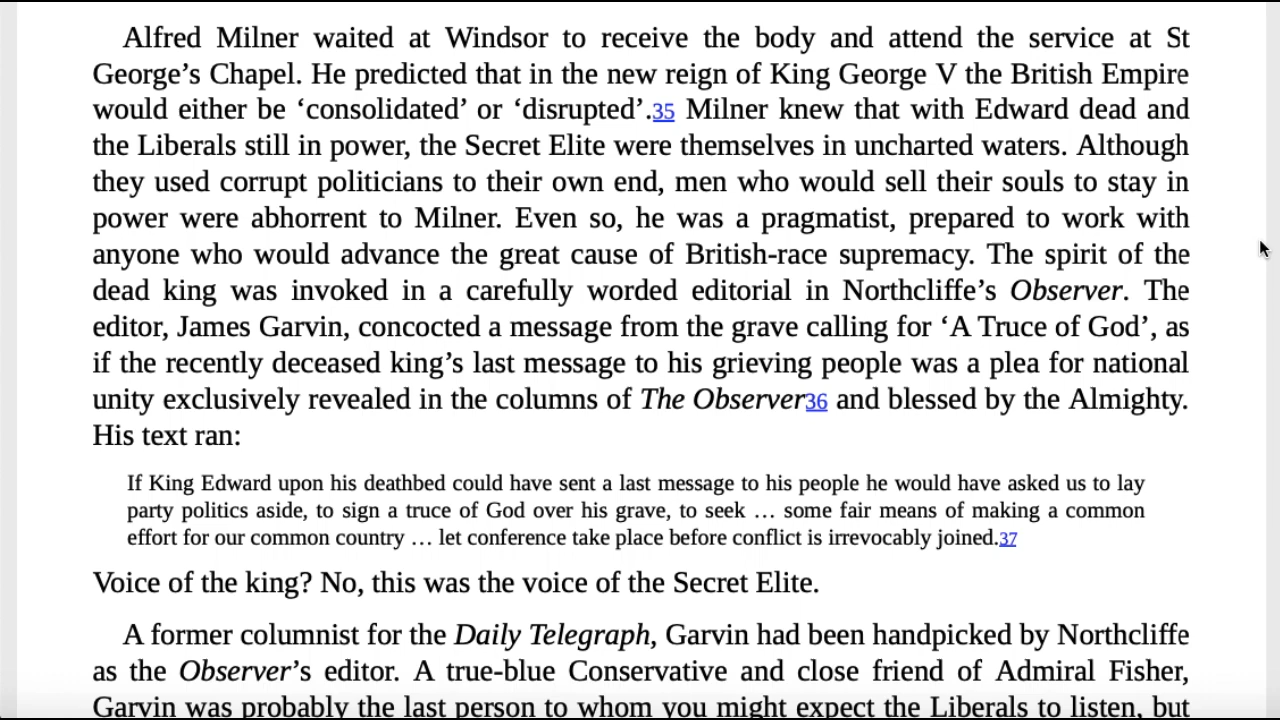 Alfred Milner waited at Windsor to receive the body and attend the service at St
George’s Chapel. He predicted that in the new reign of King George V the British Empire
would either be ‘consolidated’ or ‘disrupted’.35 Milner knew that with Edward dead and
the Liberals still in power, the Secret Elite were themselves in uncharted waters. Although
they used corrupt politicians to their own end, men who would sell their souls to stay in
power were abhorrent to Milner. Even so, he was a pragmatist, prepared to work with
anyone who would advance the great cause of British-race supremacy. The spirit of the
dead king was invoked in a carefully worded editorial in Northcliffe’s Observer. The
editor, James Garvin, concocted a message from the grave calling for ‘A Truce of God’, as
if the recently deceased king’s last message to his grieving people was a plea for national
unity exclusively revealed in the columns of The Observer36 and blessed by the Almighty.
His text ran:
If King Edward upon his deathbed could have sent a last message to his people he would have asked us to lay
party politics aside, to sign a truce of God over his grave, to seek … some fair means of making a common
effort for our common country … let conference take place before conflict is irrevocably joined.37
Voice of the king? No, this was the voice of the Secret Elite.
A former columnist for the Daily Telegraph, Garvin had been handpicked by Northcliffe
as the Observer’s editor. A true-blue Conservative and close friend of Admiral Fisher,
Garvin was probably the last person to whom you might expect the Liberals to listen, but